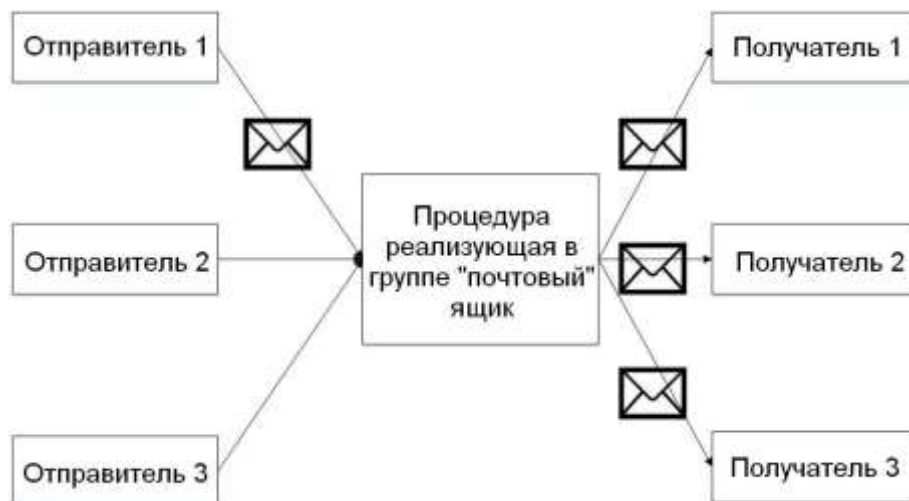 Отправитель 1
Получатель 1
Процедура
реализующая в
группе "почтовый"
ящик
Отправитель 2
Получатель 2
Отправитель 3
Получатель 3